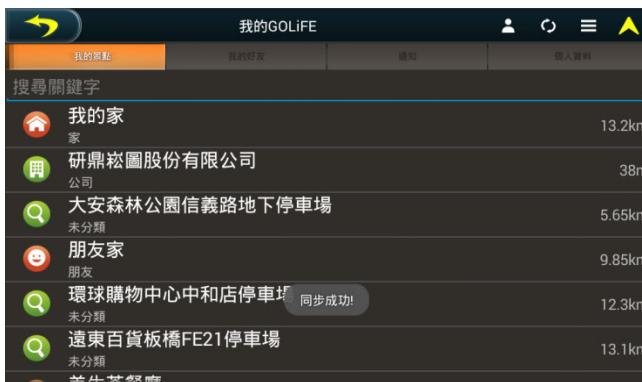 我的GOLiFE
我的景點
我的好友
通知
個人資料
搜尋關鍵字
我的家
家
13.2km
研鼎崧圖股份有限公司
公司
38m
大安森林公園信義路地下停車場
未分類
5.65km
朋友家
朋友
9.85km
環球購物中心中和店停車場
未分類
12.3km
同步成功!
遠東百貨板橋FE21停車場
未分類
13.1km